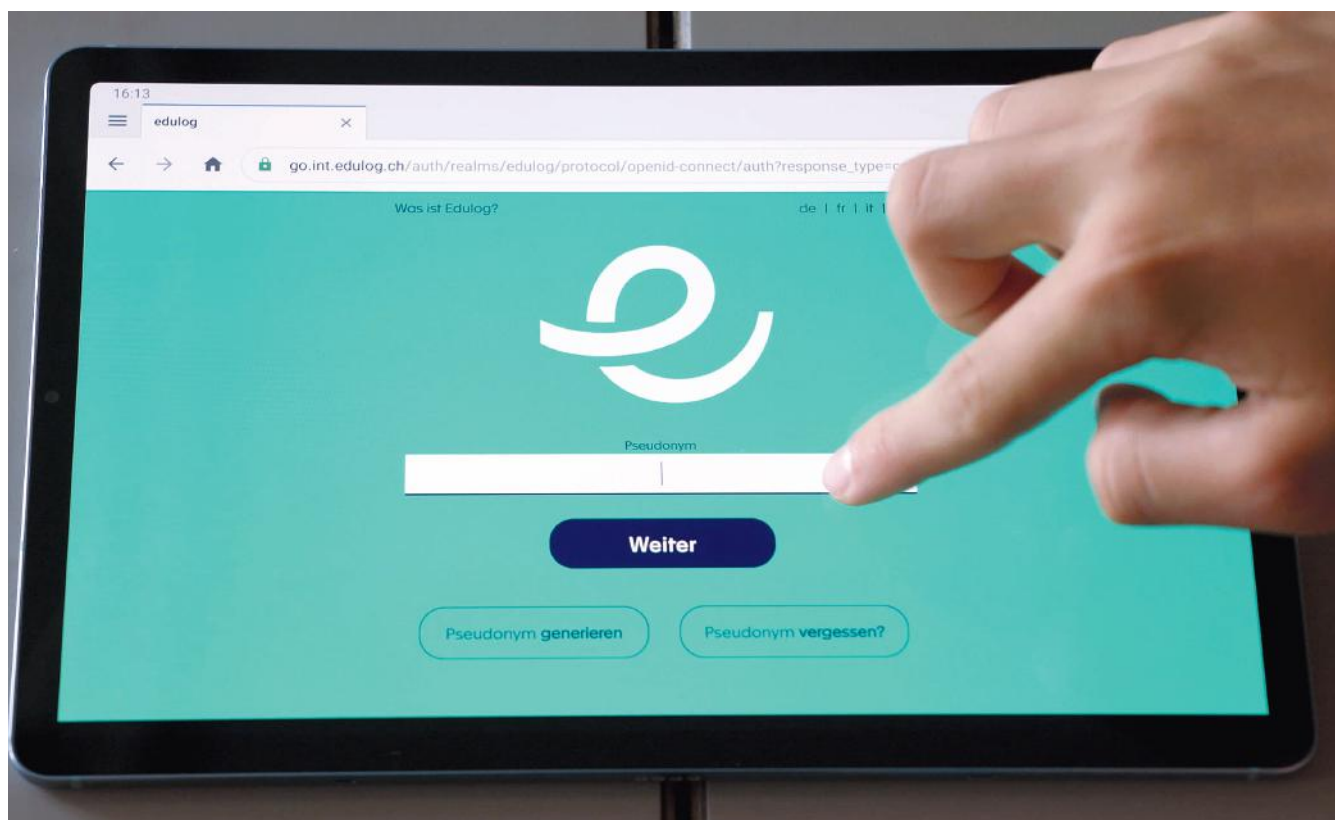 16:13
edulog
go.int.edulog.ch/auth/realms/edulog/protocol/openid-connect/auth?response_type=c
Was ist Edulog?
de | fr | it |
Pseudonym
Weiter
Pseudonym generieren
Pseudonym vergessen?